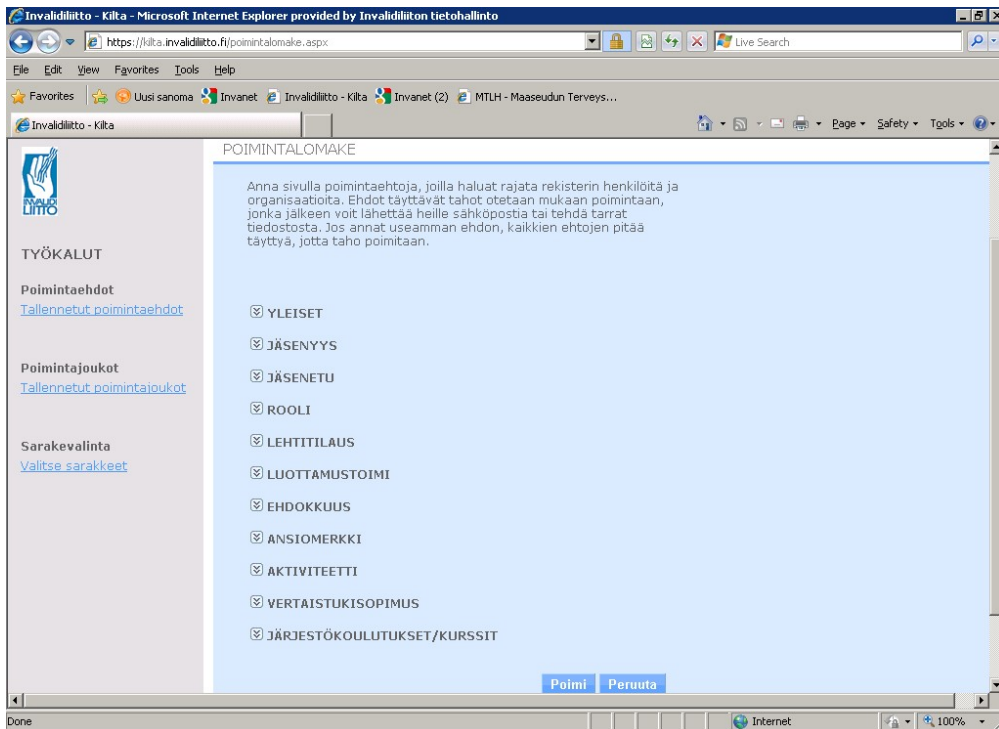 Invalidiliitto - Kilta - Microsoft Internet Explorer provided by Invalidiliiton tietohallinto
https://kilta.invalidiliitto.fi/poimintalomake.aspx
Live Search
File Edit View Favorites Tools Help
Favorites Uusi sanoma Invanet Invalidiliitto - Kilta Invanet (2) MTLH - Maaseudun Terveys...
Invalidiliitto - Kilta
Page Safety Tools
INVALIDI
LIITTO
POIMINTALOMAKE
Anna sivulla poimintaehtoja, joilla haluat rajata rekisterin henkilöitä ja
organisaatioita. Ehdot täyttävät tahot otetaan mukaan poimintaan,
jonka jälkeen voit lähettää heille sähköpostia tai tehdä tarrat
tiedostosta. Jos annat useamman ehdon, kaikkien ehtojen pitää
täyttyä, jotta taho poimitaan.
TYÖKALUT
Poimintaehdot
Tallennetut poimintaehdot
Poimintajoukot
Tallennetut poimintajoukot
Sarakevalinta
Valitse sarakkeet
YLEISET
JÄSENYYS
JÄSENETU
ROOLI
LEHTITILAUS
LUOTTAMUSTOIMI
EHDOKKUUS
ANSIOMERKKI
AKTIVITEETTI
VERTAISTUKISOPIMUS
JÄRJESTÖKOULUTUKSET/KURSSIT
Poimi Peruuta
Done
Internet
100%